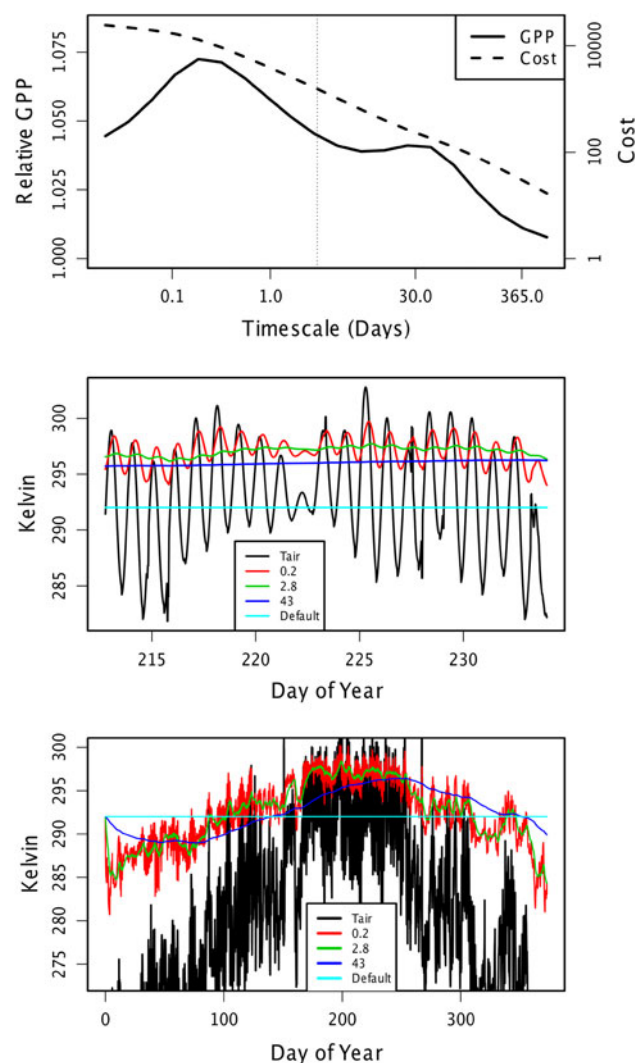 GPP
Cost
1.075
1.050
1.025
1.000
Relative GPP
10000
100
1
Cost
0.1 1.0 30.0 365.0
Timescale (Days)
300
295
290
285
Kelvin
Tair
0.2
2.8
43
Default
215 220 225 230
Day of Year
300
295
290
285
280
275
Kelvin
Tair
0.2
2.8
43
Default
0 100 200 300
Day of Year